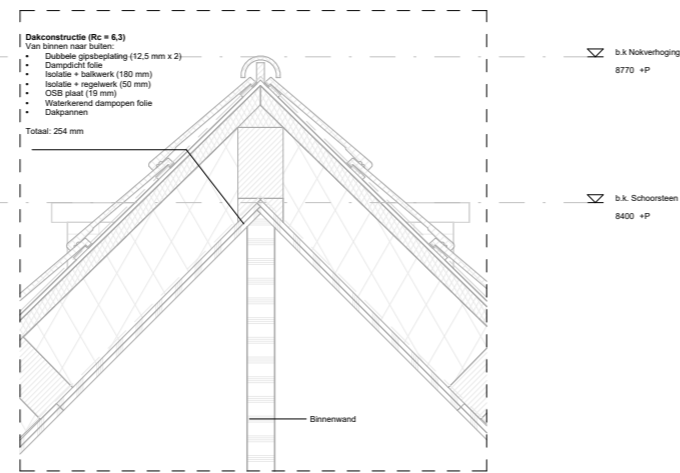 Dakconstructie (Rc = 6,3)
Van binnen naar buiten:
• Dubbele gipsbeplating (12,5 mm x 2)
• Dampdicht folie
• Isolatie + balkwerk (180 mm)
• Isolatie + regelwerk (50 mm)
• OSB plaat (19 mm)
• Waterkerend dampopen folie
• Dakpannen
Totaal: 254 mm
b.k Nokverhoging
8770 +P
b.k. Schoorsteen
8400 +P
Binnenwand